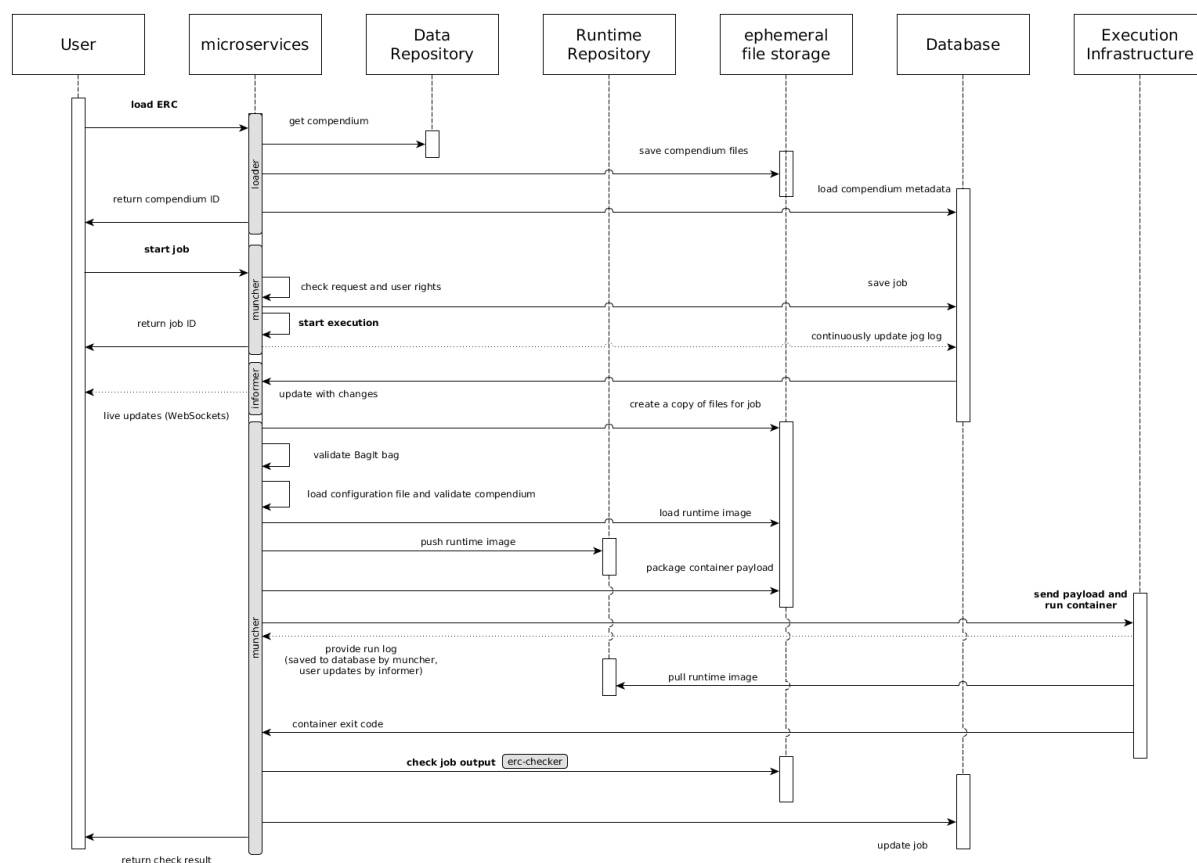 User
microservices
Data
Repository
Runtime
Repository
ephemeral
file storage
Database
Execution
Infrastructure
load ERC
get compendium
save compendium files
loader
load compendium metadata
return compendium ID
start job
check request and user rights
save job
muncher
return job ID
start execution
continuously update jog log
informer
update with changes
create a copy of files for job
live updates (WebSockets)
validate BagIt bag
load configuration file and validate compendium
load runtime image
push runtime image
package container payload
send payload and
run container
muncher
provide run log
(saved to database by muncher,
user updates by informer)
pull runtime image
container exit code
check job output
erc-checker
update job
return check result